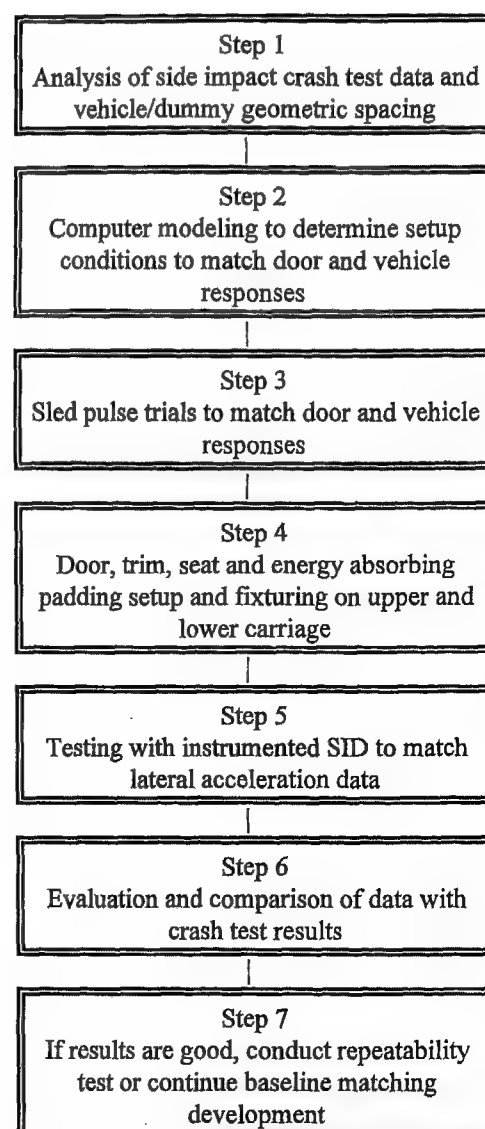 Step 1
Analysis of side impact crash test data and
vehicle/dummy geometric spacing
Step 2
Computer modeling to determine setup
conditions to match door and vehicle
responses
Step 3
Sled pulse trials to match door and vehicle
responses
Step 4
Door, trim, seat and energy absorbing
padding setup and fixturing on upper and
lower carriage
Step 5
Testing with instrumented SID to match
lateral acceleration data
Step 6
Evaluation and comparison of data with
crash test results
Step 7
If results are good, conduct repeatability
test or continue baseline matching
development